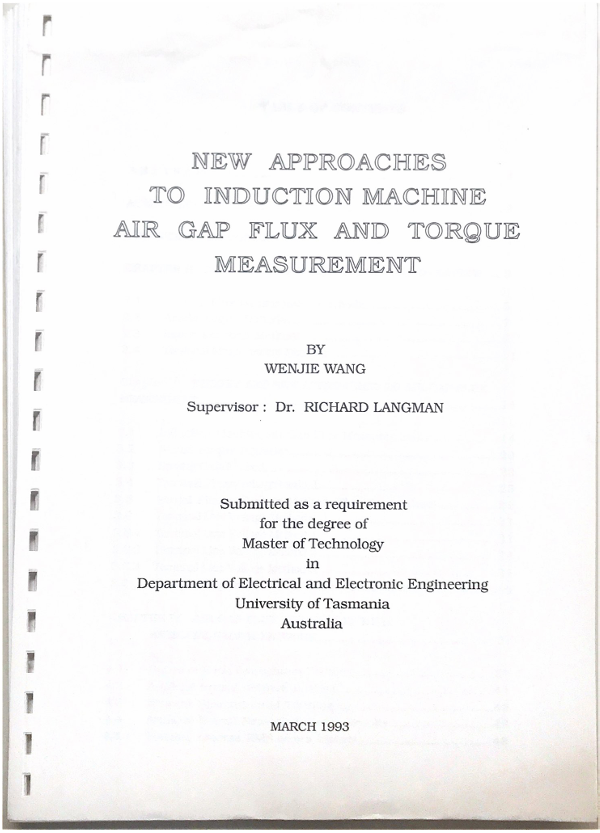 NEW APPROACHES
TO INDUCTION MACHINE
AIR GAP FLUX AND TORQUE
MEASUREMENT
BY
WENJIE WANG
Supervisor : Dr. RICHARD LANGMAN
Submitted as a requirement
for the degree of
Master of Technology
in
Department of Electrical and Electronic Engineering
University of Tasmania
Australia
MARCH 1993